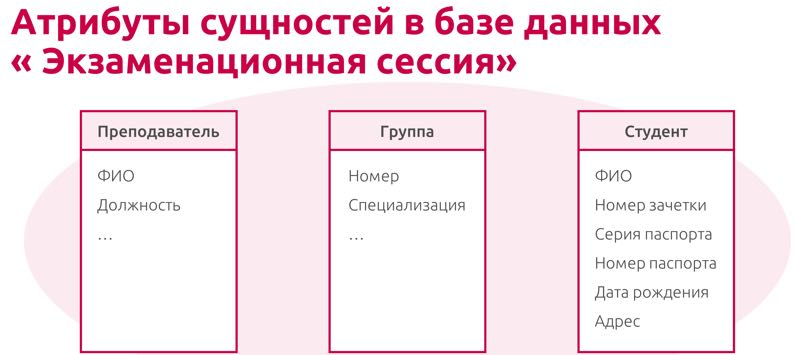 Атрибуты сущностей в базе данных
« Экзаменационная сессия»
Преподаватель
ФИО
Должность
…
Группа
Номер
Специализация
…
Студент
ФИО
Номер зачетки
Серия паспорта
Номер паспорта
Дата рождения
Адрес